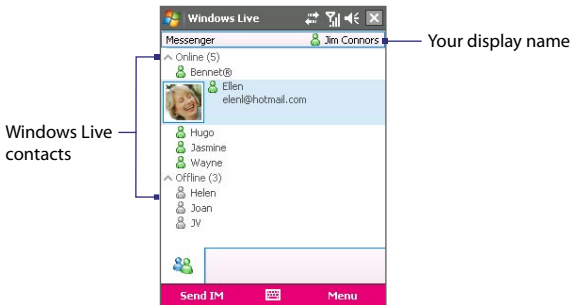 Windows Live
Messenger Jim Connors
Your display name
Online (5)
Bennet®
Ellen
elenl@hotmail.com
Windows Live
contacts
Hugo
Jasmine
Wayne
Offline (3)
Helen
Joan
JV
Send IM Menu